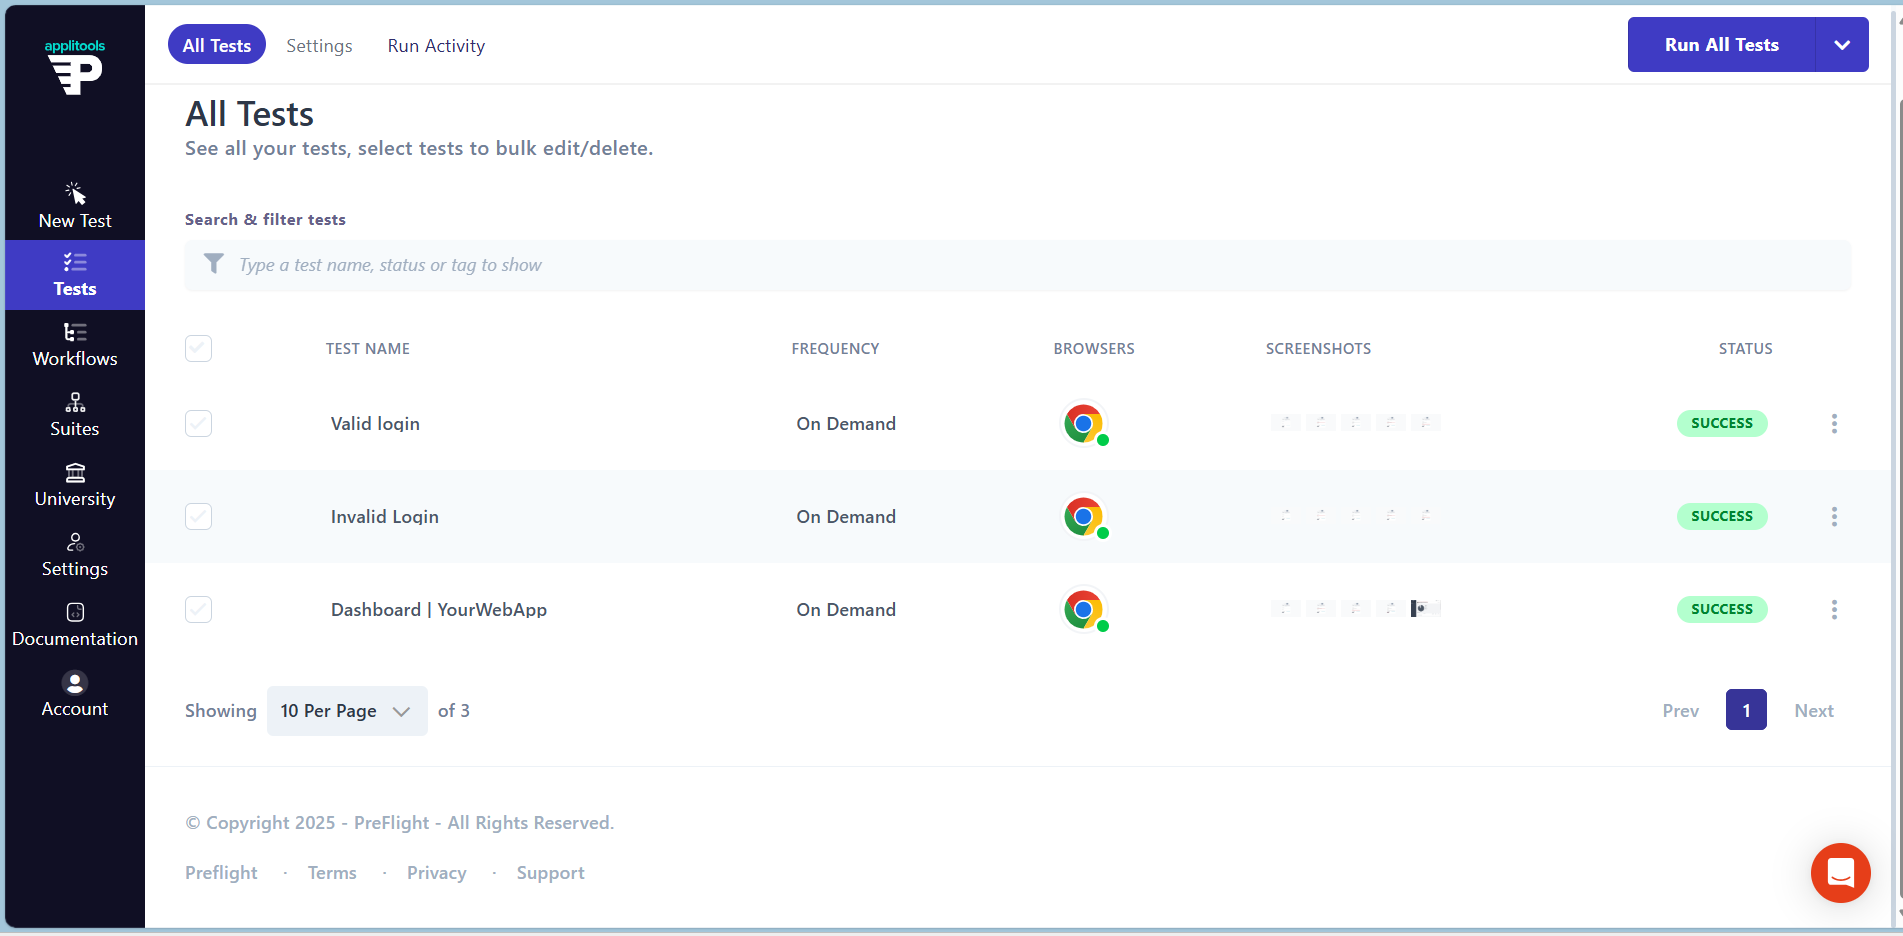 applitools
P
New Test
Tests
Workflows
Suites
University
Settings
Documentation
Account
All Tests Settings Run Activity Run All Tests
All Tests
See all your tests, select tests to bulk edit/delete.
Search & filter tests
Type a test name, status or tag to show
TEST NAME FREQUENCY BROWSERS SCREENSHOTS STATUS
Valid login On Demand SUCCESS
Invalid Login On Demand SUCCESS
Dashboard | YourWebApp On Demand SUCCESS
Showing 10 Per Page of 3 Prev 1 Next
© Copyright 2025 - PreFlight - All Rights Reserved.
Preflight · Terms · Privacy · Support